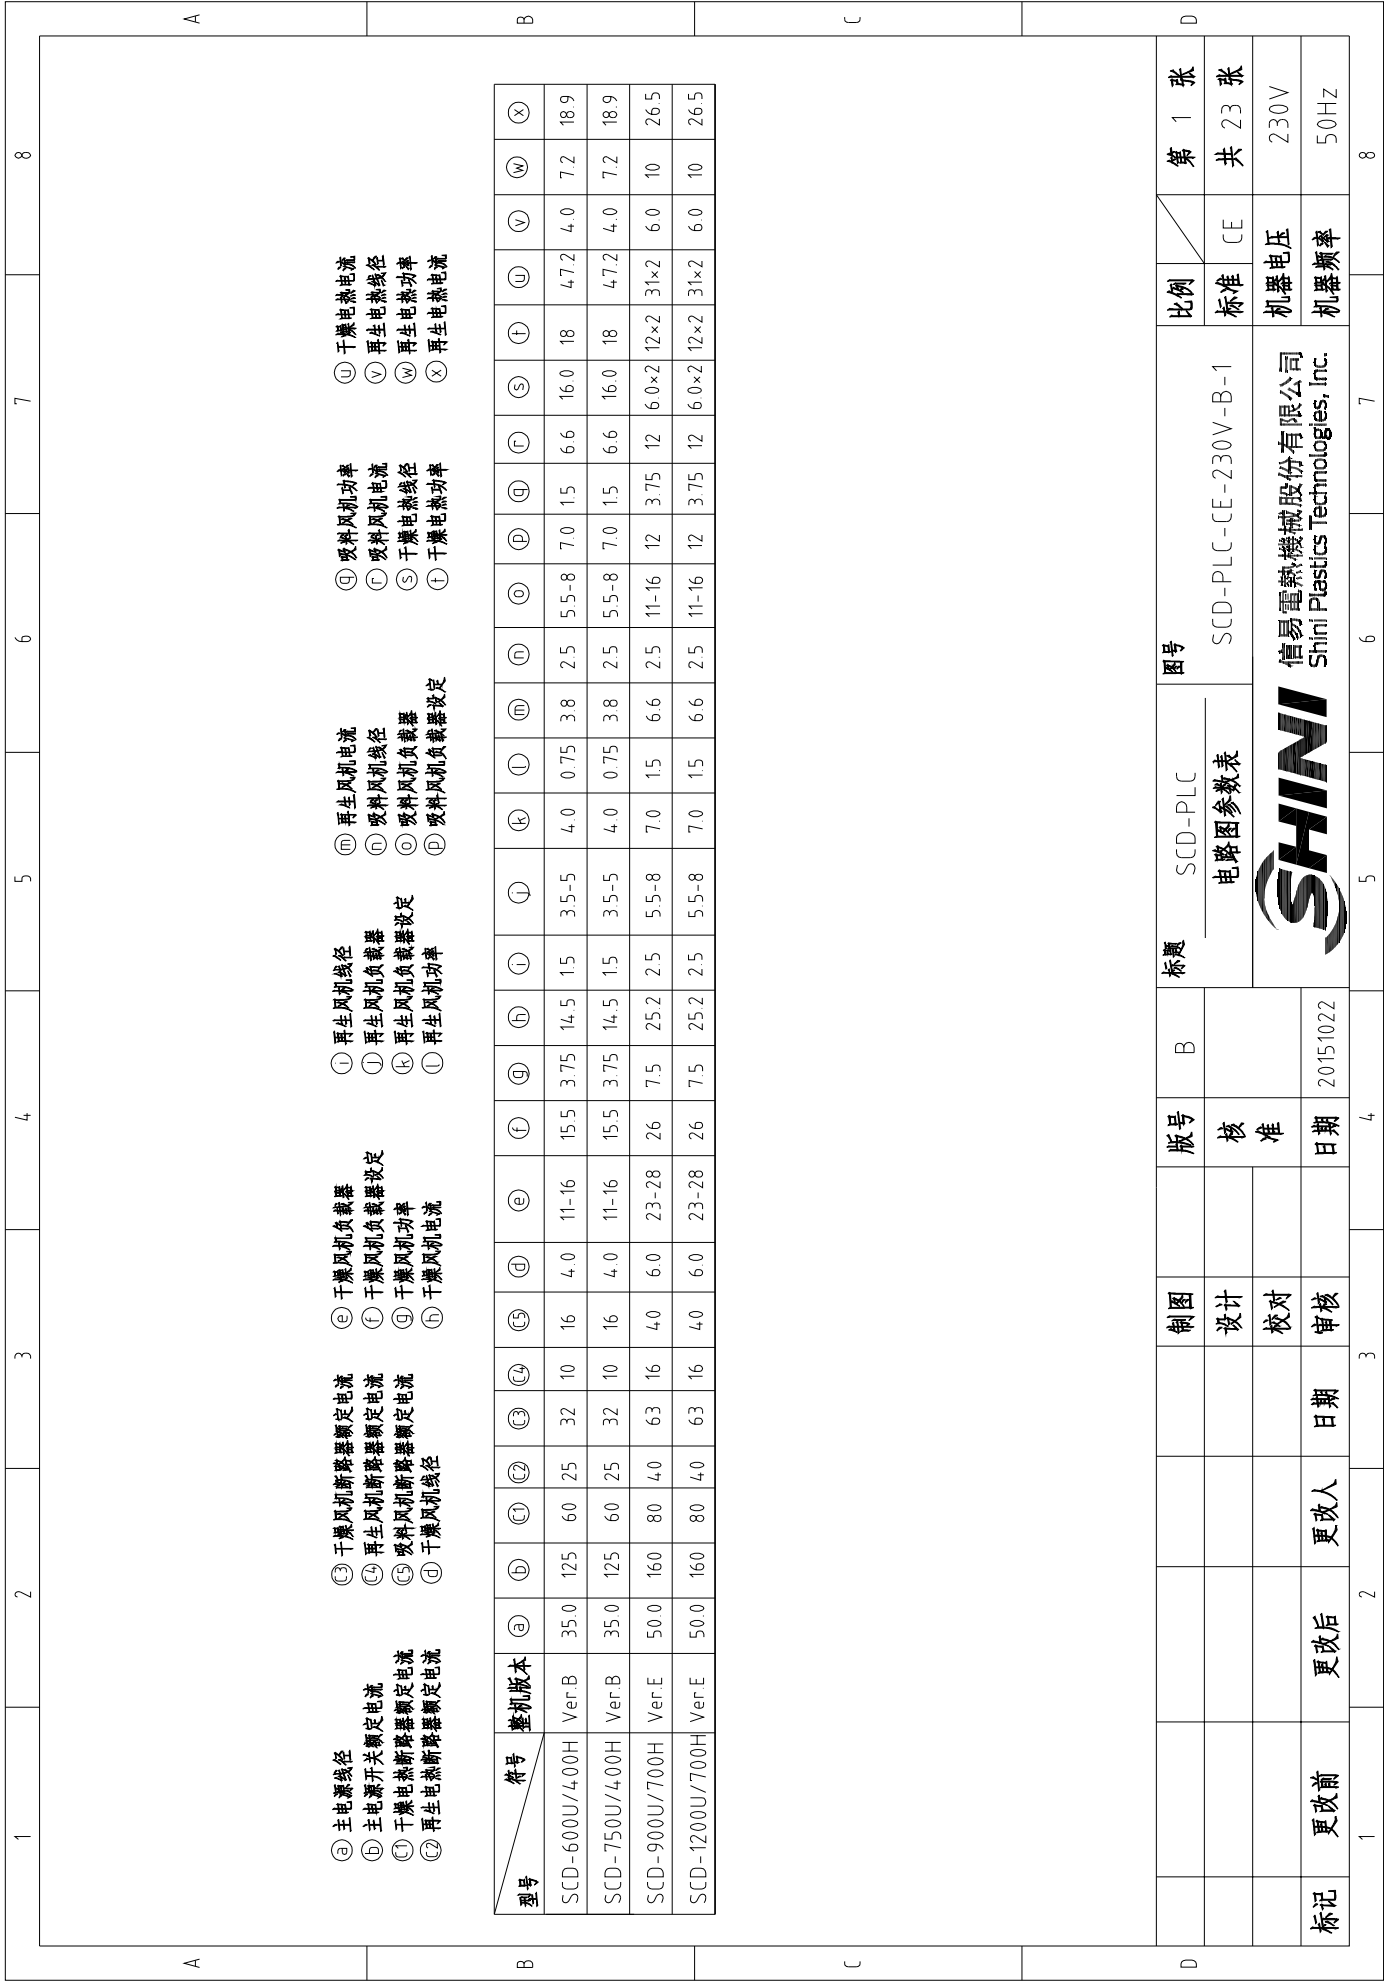 1 2 3 4 5 6 7 8
A
B
C
D
A
B
C
D
ⓐ 主电源线径
ⓑ 主电源开关额定电流
C1 干燥电热断路器额定电流
C2 再生电热断路器额定电流
C3 干燥风机断路器额定电流
C4 再生风机断路器额定电流
C5 吸料风机断路器额定电流
ⓓ 干燥风机线径
ⓔ 干燥风机负载器
ⓕ 干燥风机负载器设定
ⓖ 干燥风机功率
ⓗ 干燥风机电流
ⓘ 再生风机线径
ⓙ 再生风机负载器
ⓚ 再生风机负载器设定
ⓛ 再生风机功率
ⓜ 再生风机电流
ⓝ 吸料风机线径
ⓞ 吸料风机负载器
ⓟ 吸料风机负载器设定
ⓠ 吸料风机功率
ⓡ 吸料风机电流
ⓢ 干燥电热线径
ⓣ 干燥电热功率
ⓤ 干燥电热电流
ⓥ 再生电热线径
ⓦ 再生电热功率
ⓧ 再生电热电流
型号 符号 整机版本 ⓐ ⓑ C1 C2 C3 C4 C5 ⓓ ⓔ ⓕ ⓖ ⓗ ⓘ ⓙ ⓚ ⓛ ⓜ ⓝ ⓞ ⓟ ⓠ ⓡ ⓢ ⓣ ⓤ ⓥ ⓦ ⓧ
SCD-600U/400H Ver.B 35.0 125 60 25 32 10 16 4.0 11-16 15.5 3.75 14.5 1.5 3.5-5 4.0 0.75 3.8 2.5 5.5-8 7.0 1.5 6.6 16.0 18 47.2 4.0 7.2 18.9
SCD-750U/400H Ver.B 35.0 125 60 25 32 10 16 4.0 11-16 15.5 3.75 14.5 1.5 3.5-5 4.0 0.75 3.8 2.5 5.5-8 7.0 1.5 6.6 16.0 18 47.2 4.0 7.2 18.9
SCD-900U/700H Ver.E 50.0 160 80 40 63 16 40 6.0 23-28 26 7.5 25.2 2.5 5.5-8 7.0 1.5 6.6 2.5 11-16 12 3.75 12 6.0×2 12×2 31×2 6.0 10 26.5
SCD-1200U/700H Ver.E 50.0 160 80 40 63 16 40 6.0 23-28 26 7.5 25.2 2.5 5.5-8 7.0 1.5 6.6 2.5 11-16 12 3.75 12 6.0×2 12×2 31×2 6.0 10 26.5
标记 更改前 更改后 更改人 日期
制图
设计
校对
审核
版号 B
核
准
日期 20151022
标题
SCD-PLC
电路图参数表
图号
SCD-PLC-CE-230V-B-1
比例 第 1 张
标准 CE 共 23 张
机器电压 230V
机器频率 50Hz
SHINI
信易電熱機械股份有限公司
Shini Plastics Technologies, Inc.
1 2 3 4 5 6 7 8